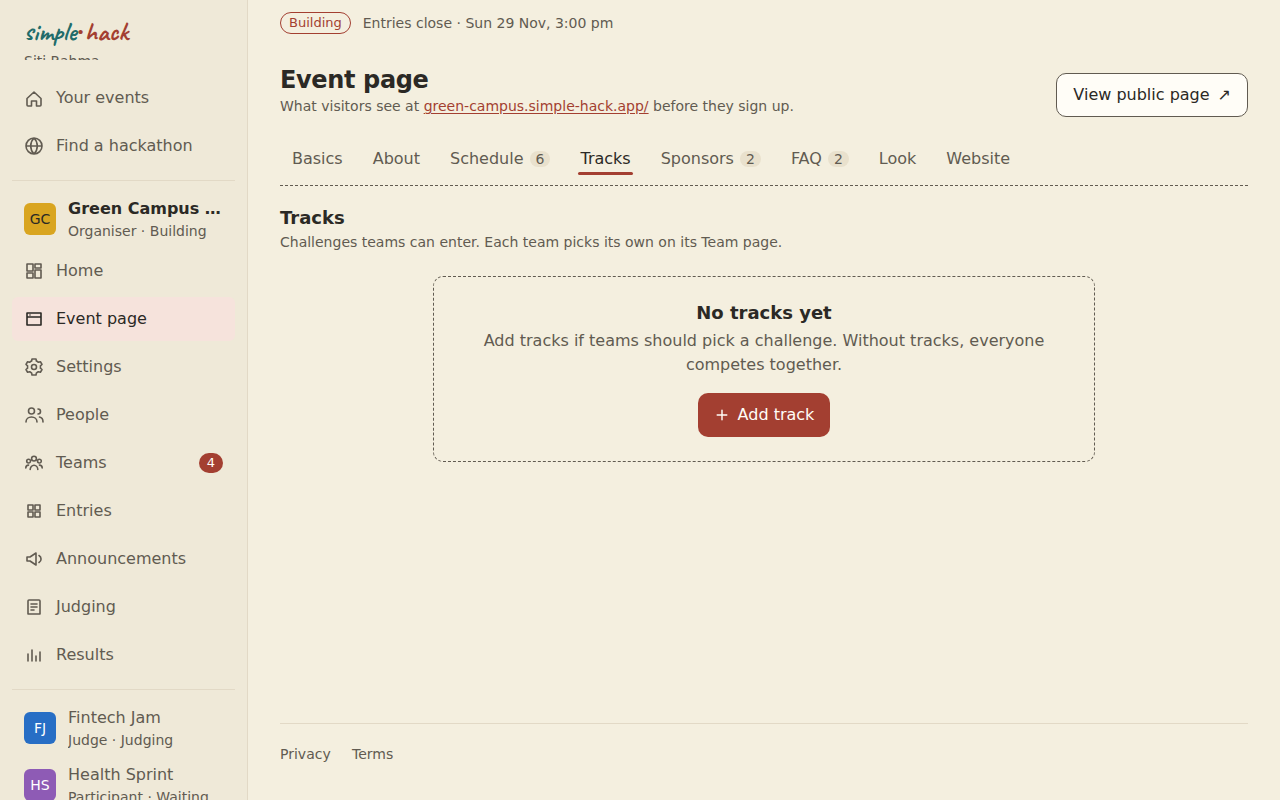 simple·hack
Siti Rahma
Your events
Find a hackathon
GC
Green Campus ...
Organiser · Building
Home
Event page
Settings
People
Teams 4
Entries
Announcements
Judging
Results
FJ
Fintech Jam
Judge · Judging
HS
Health Sprint
Participant · Waiting
Building Entries close · Sun 29 Nov, 3:00 pm
Event page
What visitors see at green-campus.simple-hack.app/ before they sign up.
View public page ↗
Basics About Schedule 6 Tracks Sponsors 2 FAQ 2 Look Website
Tracks
Challenges teams can enter. Each team picks its own on its Team page.
No tracks yet
Add tracks if teams should pick a challenge. Without tracks, everyone
competes together.
+ Add track
Privacy Terms